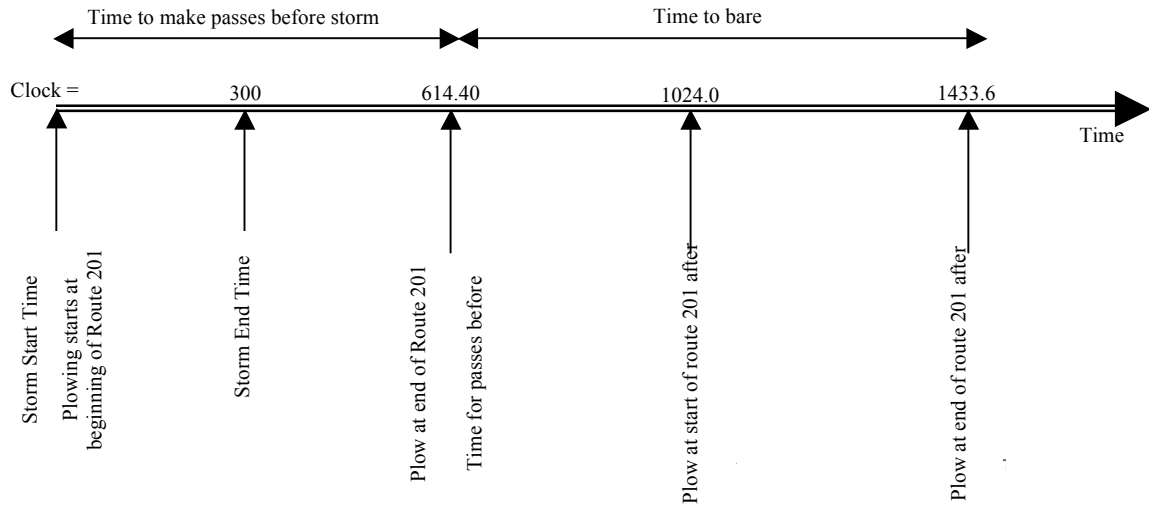 Time to make passes before storm
Time to bare
Clock =
300
614.40
1024.0
1433.6
Time
Storm Start Time
Plowing starts at
beginning of Route 201
Storm End Time
Plow at end of Route 201
Time for passes before
Plow at start of route 201 after
Plow at end of route 201 after